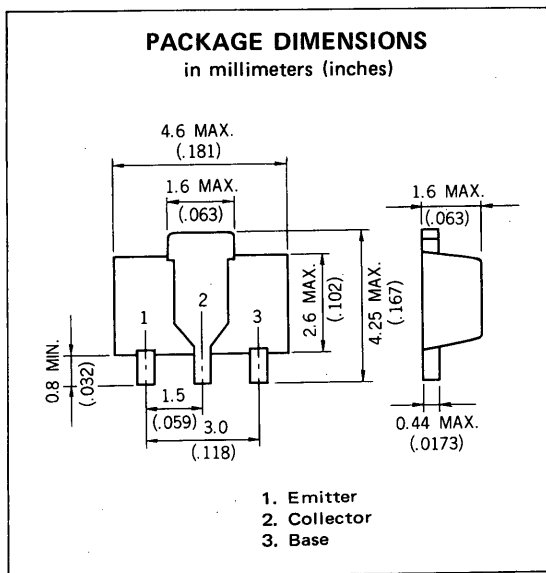 PACKAGE DIMENSIONS
in millimeters (inches)
4.6 MAX.
(.181)
1.6 MAX.
(.063)
1.6 MAX.
(.063)
2.6 MAX.
(.102)
4.25 MAX.
(.167)
1
2
3
0.8 MIN.
(.032)
1.5
(.059)
3.0
(.118)
0.44 MAX.
(.0173)
1. Emitter
2. Collector
3. Base